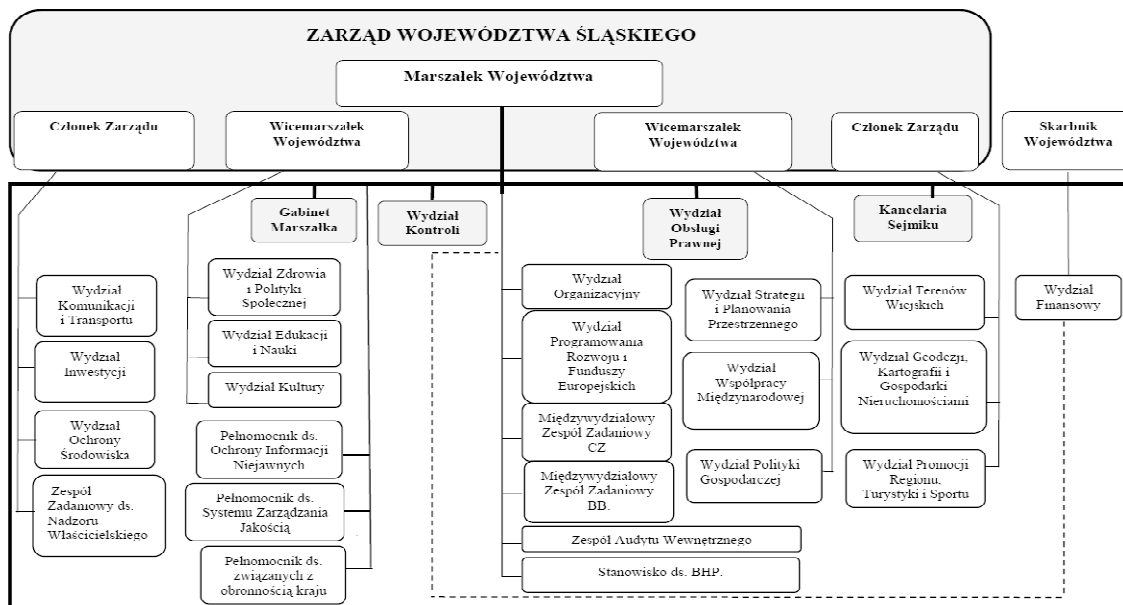 ZARZĄD WOJEWÓDZTWA ŚLĄSKIEGO
Marszałek Województwa
Członek Zarządu
Wicemarszałek
Województwa
Wicemarszałek
Województwa
Członek Zarządu
Skarbnik
Województwa
Gabinet
Marszałka
Wydział
Kontroli
Wydział
Obsługi
Prawnej
Kancelaria
Sejmiku
Wydział
Komunikacji
i Transportu
Wydział
Inwestycji
Wydział
Ochrony
Środowiska
Zespół
Zadaniowy ds.
Nadzoru
Właścicielskiego
Wydział Zdrowia
i Polityki
Społecznej
Wydział Edukacji
i Nauki
Wydział Kultury
Pełnomocnik ds.
Ochrony Informacji
Niejawnych
Pełnomocnik ds.
Systemu Zarządzania
Jakością
Pełnomocnik ds.
związanych z
obronnością kraju
Wydział
Organizacyjny
Wydział
Programowania
Rozwoju i
Funduszy
Europejskich
Międzywydziałowy
Zespół Zadaniowy
CZ
Międzywydziałowy
Zespół Zadaniowy
BB.
Zespół Audytu Wewnętrznego
Stanowisko ds. BHP.
Wydział Strategii
i Planowania
Przestrzennego
Wydział
Współpracy
Międzynarodowej
Wydział Polityki
Gospodarczej
Wydział Terenów
Wiejskich
Wydział Geodezji,
Kartografii i
Gospodarki
Nieruchomościami
Wydział Promocji
Regionu,
Turystyki i Sportu
Wydział
Finansowy